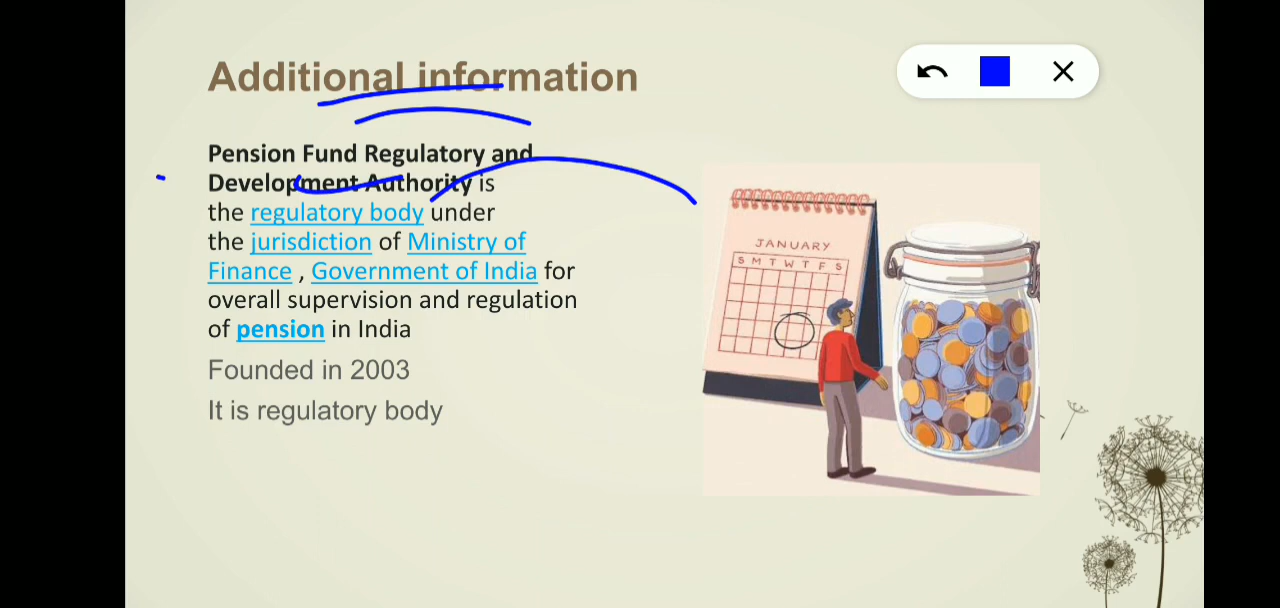 Additional information
Pension Fund Regulatory and
Development Authority is
the regulatory body under
the jurisdiction of Ministry of
Finance , Government of India for
overall supervision and regulation
of pension in India
Founded in 2003
It is regulatory body
JANUARY
S M T W T F S